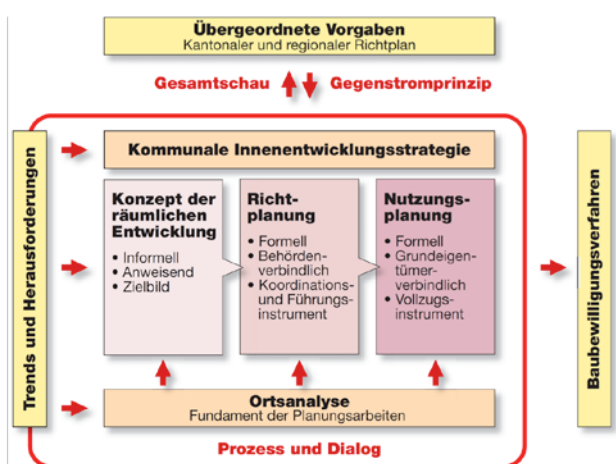 Übergeordnete Vorgaben
Kantonaler und regionaler Richtplan
Gesamtschau
Gegenstromprinzip
Trends und Herausforderungen
Kommunale Innenentwicklungsstrategie
Konzept der
räumlichen
Entwicklung
• Informell
• Anweisend
• Zielbild
Richt-
planung
• Formell
• Behörden-
verbindlich
• Koordinations-
und Führungs-
instrument
Nutzungs-
planung
• Formell
• Grundeigen-
tümer-
verbindlich
• Vollzugs-
instrument
Ortsanalyse
Fundament der Planungsarbeiten
Prozess und Dialog
Baubewilligungsverfahren